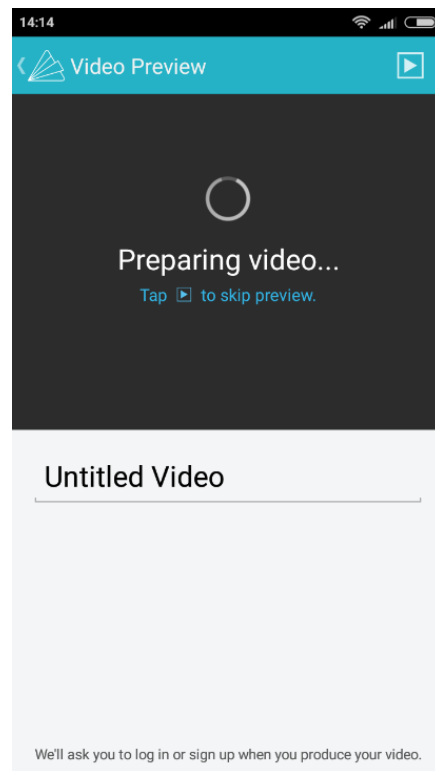 14:14
Video Preview
Preparing video...
Tap to skip preview.
Untitled Video
We'll ask you to log in or sign up when you produce your video.